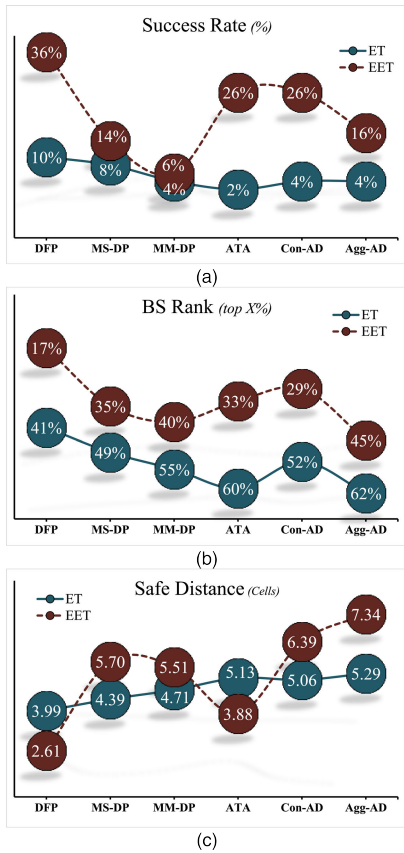 Success Rate (%)
ET
EET
36%
14%
6%
26%
26%
16%
10%
8%
4%
2%
4%
4%
DFP MS-DP MM-DP ATA Con-AD Agg-AD
(a)
BS Rank (top X%)
ET
EET
17%
35%
40%
33%
29%
45%
41%
49%
55%
60%
52%
62%
DFP MS-DP MM-DP ATA Con-AD Agg-AD
(b)
Safe Distance (Cells)
ET
EET
3.99
4.39
4.71
5.13
5.06
5.29
2.61
5.70
5.51
3.88
6.39
7.34
DFP MS-DP MM-DP ATA Con-AD Agg-AD
(c)